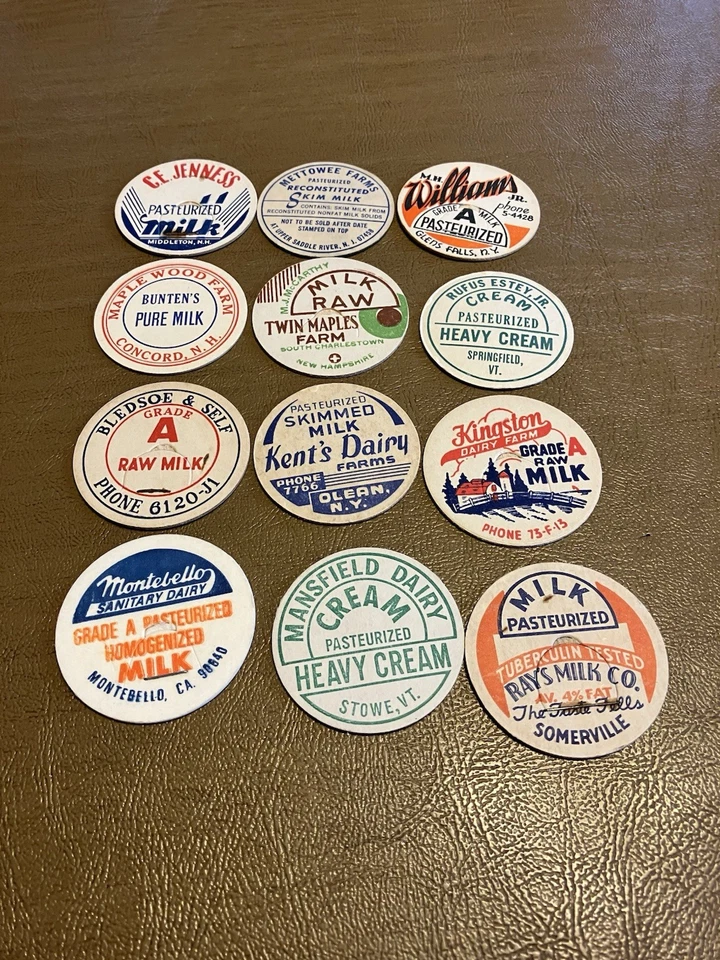 C.E. JENNESS
PASTEURIZED
Milk
MIDDLETON, N.H.
METTOWEE FARMS
PASTEURIZED
RECONSTITUTED
SKIM MILK
CONTAINS: SKIM MILK FROM
RECONSTITUTED NONFAT MILK SOLIDS
NOT TO BE SOLD AFTER DATE
STAMPED ON TOP
AT UPPER SADDLE RIVER, N. J. 07458
M.H.
Williams
JR.
phone
5-4428
GRADE A MILK
PASTEURIZED
GLENS FALLS, N.Y.
MAPLE WOOD FARM
BUNTEN'S
PURE MILK
CONCORD, N.H.
M.J. McCARTHY
MILK
RAW
TWIN MAPLES
FARM
SOUTH CHARLESTOWN
NEW HAMPSHIRE
RUFUS ESTEY JR.
CREAM
PASTEURIZED
HEAVY CREAM
SPRINGFIELD,
VT.
BLEDSOE & SELF
GRADE
A
RAW MILK
PHONE 6120-J1
PASTEURIZED
SKIMMED
MILK
Kent's Dairy
FARMS
PHONE
7766
OLEAN,
N.Y.
Kingston
DAIRY FARM
GRADE A
RAW
MILK
PHONE 73-F-13
Montebello
SANITARY DAIRY
GRADE A PASTEURIZED
HOMOGENIZED
MILK
MONTEBELLO, CA. 90640
MANSFIELD DAIRY
CREAM
PASTEURIZED
HEAVY CREAM
STOWE, VT.
MILK
PASTEURIZED
TUBERCULIN TESTED
RAY'S MILK CO.
AV. 4% FAT
The Taste Tells
SOMERVILLE